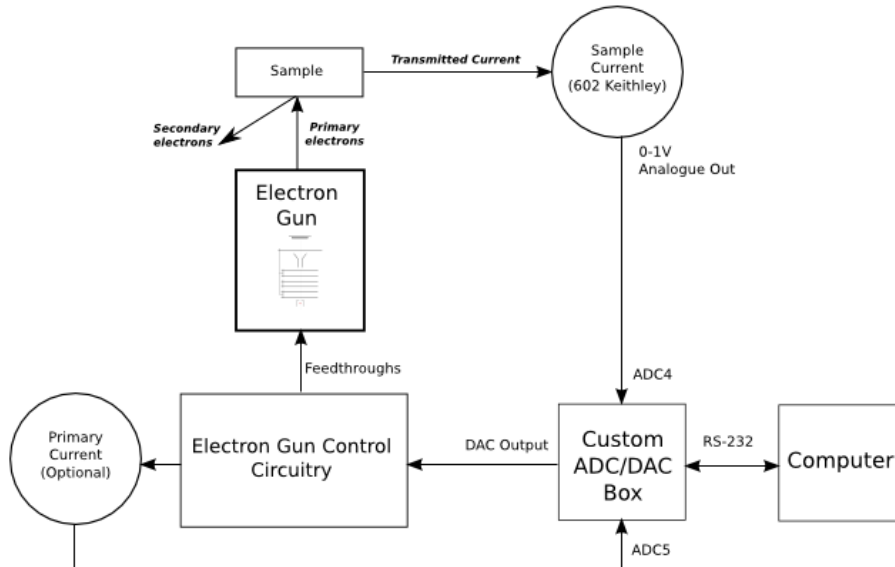 Sample
Transmitted Current
Sample
Current
(602 Keithley)
Secondary
electrons
Primary
electrons
0-1V
Analogue Out
Electron
Gun
Feedthroughs
ADC4
Primary
Current
(Optional)
Electron Gun Control
Circuitry
DAC Output
Custom
ADC/DAC
Box
RS-232
Computer
ADC5